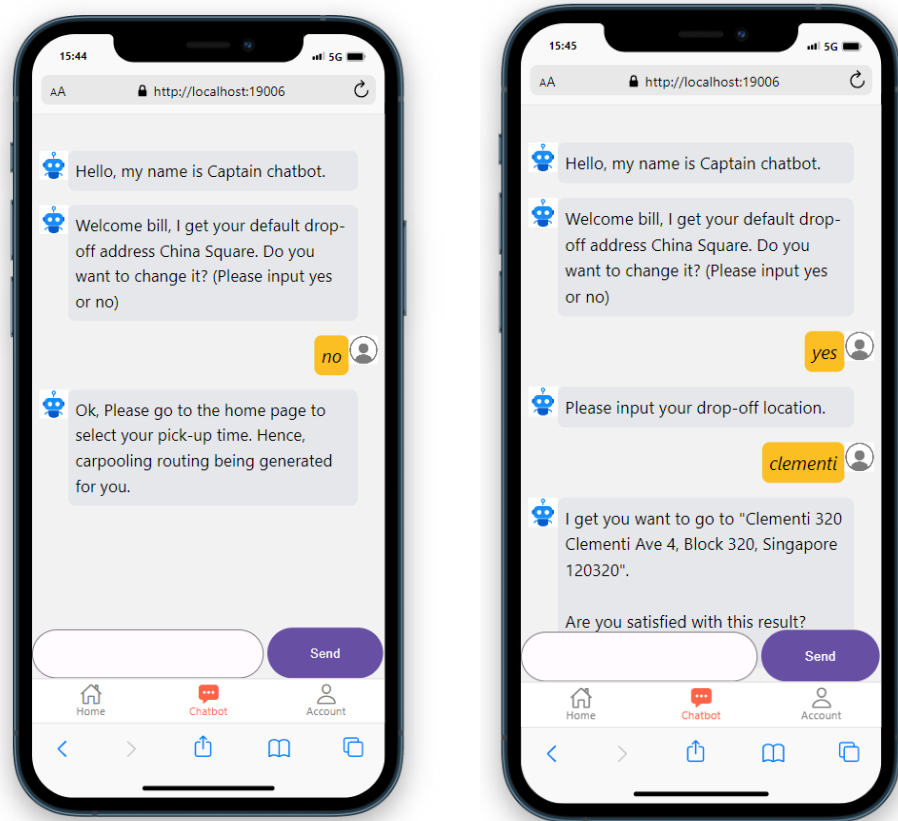 15:44
5G
AA
http://localhost:19006
Hello, my name is Captain chatbot.
Welcome bill, I get your default drop-
off address China Square. Do you
want to change it? (Please input yes
or no)
no
Ok, Please go to the home page to
select your pick-up time. Hence,
carpooling routing being generated
for you.
Send
Home
Chatbot
Account
15:45
5G
AA
http://localhost:19006
Hello, my name is Captain chatbot.
Welcome bill, I get your default drop-
off address China Square. Do you
want to change it? (Please input yes
or no)
yes
Please input your drop-off location.
clementi
I get you want to go to "Clementi 320
Clementi Ave 4, Block 320, Singapore
120320".
Are you satisfied with this result?
Send
Home
Chatbot
Account